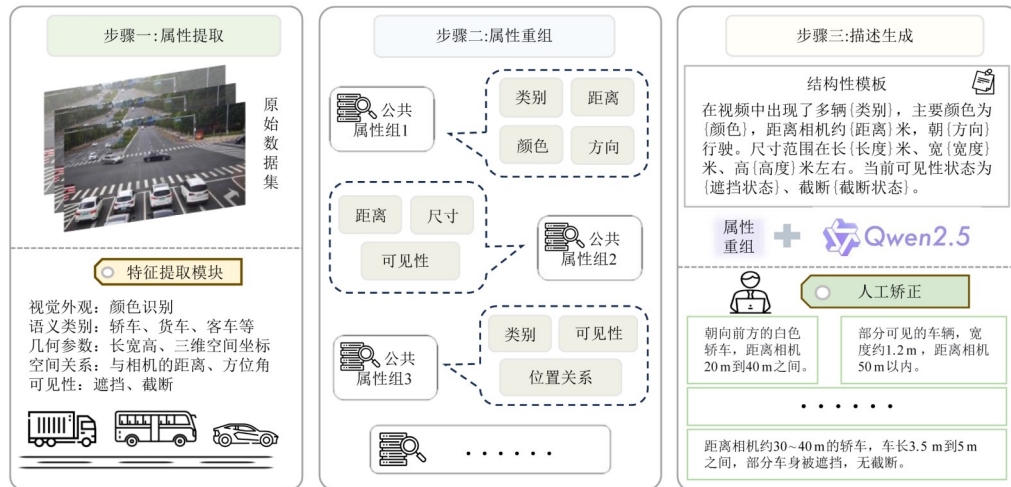 步骤一:属性提取
原始数据集
特征提取模块
视觉外观：颜色识别
语义类别：轿车、货车、客车等
几何参数：长宽高、三维空间坐标
空间关系：与相机的距离、方位角
可见性：遮挡、截断
步骤二:属性重组
公共
属性组1
类别
距离
颜色
方向
距离
尺寸
可见性
公共
属性组2
公共
属性组3
类别
可见性
位置关系
······
步骤三:描述生成
结构性模板
在视频中出现了多辆{类别}，主要颜色为
{颜色}，距离相机约{距离}米，朝{方向}
行驶。尺寸范围在长{长度}米、宽{宽度}
米、高{高度}米左右。当前可见性状态为
{遮挡状态}、截断{截断状态}。
属性
重组
+
Qwen2.5
人工矫正
朝向前方的白色
轿车，距离相机
20 m到40 m之间。
部分可见的车辆，宽
度约1.2 m，距离相机
50 m以内。
······
距离相机约30~40 m的轿车，车长3.5 m到5 m
之间，部分车身被遮挡，无截断。